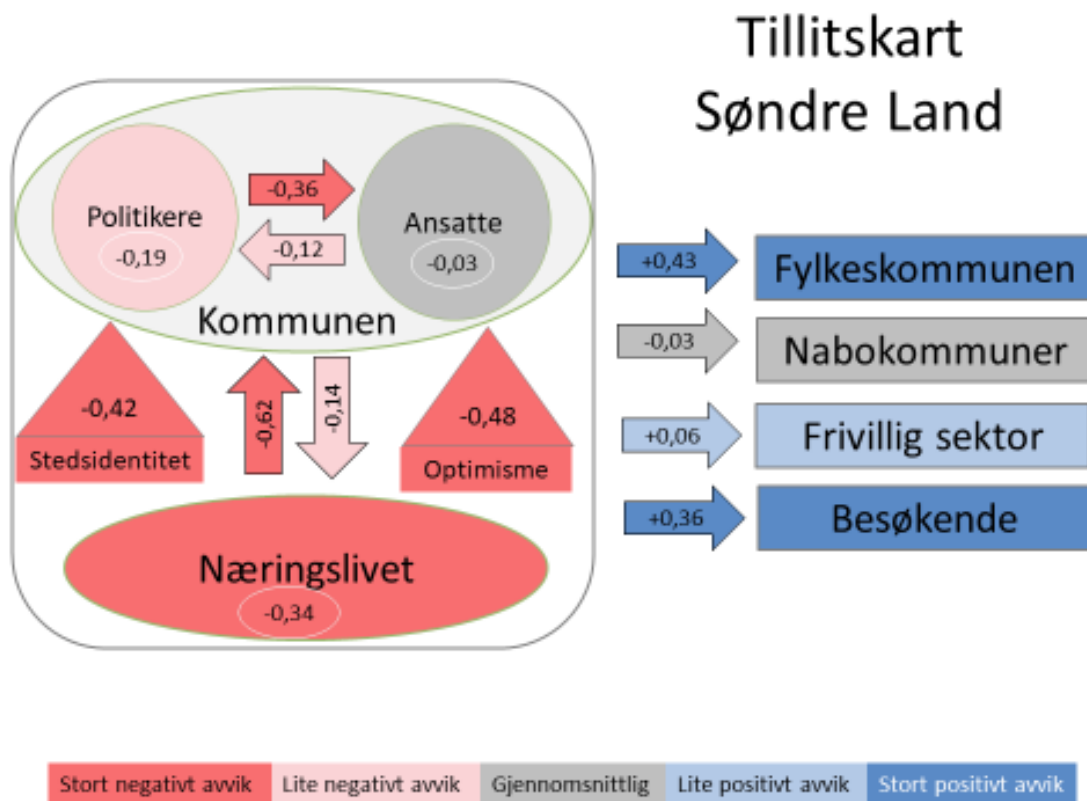 Tillitskart
Søndre Land
Politikere
-0,19
-0,36
-0,12
Ansatte
-0,03
Kommunen
-0,42
Stedsidentitet
-0,62
-0,14
-0,48
Optimisme
Næringslivet
-0,34
+0,43
Fylkeskommunen
-0,03
Nabokommuner
+0,06
Frivillig sektor
+0,36
Besøkende
Stort negativt avvik
Lite negativt avvik
Gjennomsnittlig
Lite positivt avvik
Stort positivt avvik